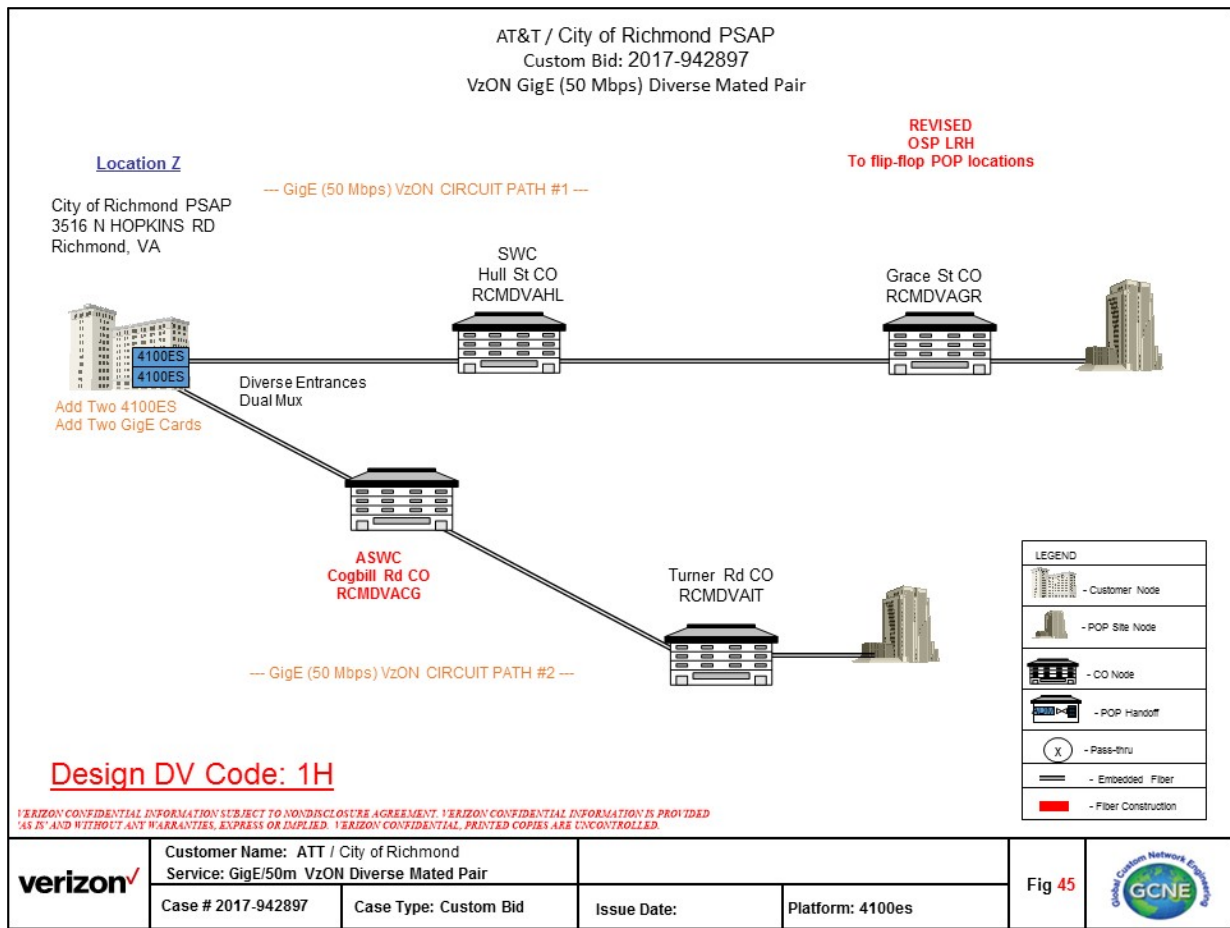 AT&T / City of Richmond PSAP
Custom Bid: 2017-942897
VzON GigE (50 Mbps) Diverse Mated Pair
REVISED
OSP LRH
To flip-flop POP locations
Location Z
City of Richmond PSAP
3516 N HOPKINS RD
Richmond, VA
--- GigE (50 Mbps) VzON CIRCUIT PATH #1 ---
SWC
Hull St CO
RCMDVAHL
Grace St CO
RCMDVAGR
4100ES
4100ES
Diverse Entrances
Dual Mux
Add Two 4100ES
Add Two GigE Cards
ASWC
Cogbill Rd CO
RCMDVACG
Turner Rd CO
RCMDVAIT
--- GigE (50 Mbps) VzON CIRCUIT PATH #2 ---
LEGEND
- Customer Node
- POP Site Node
- CO Node
- POP Handoff
X
- Pass-thru
- Embedded Fiber
- Fiber Construction
Design DV Code: 1H
VERIZON CONFIDENTIAL INFORMATION SUBJECT TO NONDISCLOSURE AGREEMENT. VERIZON CONFIDENTIAL INFORMATION IS PROVIDED
'AS IS' AND WITHOUT ANY WARRANTIES, EXPRESS OR IMPLIED. VERIZON CONFIDENTIAL, PRINTED COPIES ARE UNCONTROLLED.
verizon
Customer Name: ATT / City of Richmond
Service: GigE/50m VzON Diverse Mated Pair
Case # 2017-942897
Case Type: Custom Bid
Issue Date:
Platform: 4100es
Fig 45
Global Custom Network Engineering
GCNE